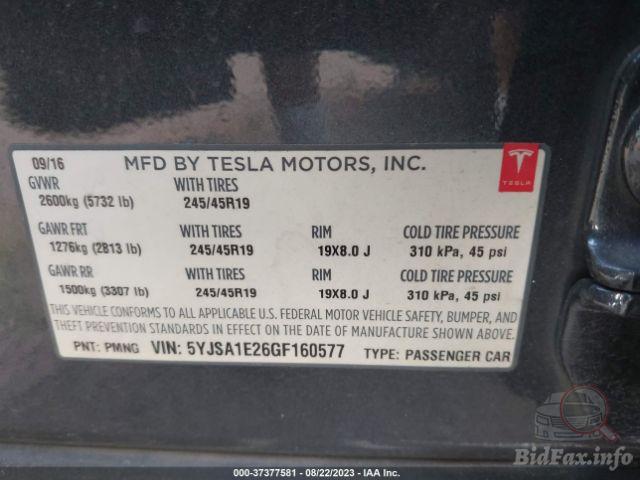 09/16 MFD BY TESLA MOTORS, INC.
TESLA
GVWR WITH TIRES
2600kg (5732 lb) 245/45R19
GAWR FRT WITH TIRES RIM COLD TIRE PRESSURE
1276kg (2813 lb) 245/45R19 19X8.0 J 310 kPa, 45 psi
GAWR RR WITH TIRES RIM COLD TIRE PRESSURE
1500kg (3307 lb) 245/45R19 19X8.0 J 310 kPa, 45 psi
THIS VEHICLE CONFORMS TO ALL APPLICABLE U.S. FEDERAL MOTOR VEHICLE SAFETY, BUMPER, AND
THEFT PREVENTION STANDARDS IN EFFECT ON THE DATE OF MANUFACTURE SHOWN ABOVE.
PNT: PMNG VIN: 5YJSA1E26GF160577 TYPE: PASSENGER CAR
BidFax.info
000-37377581 - 08/22/2023 - IAA Inc.